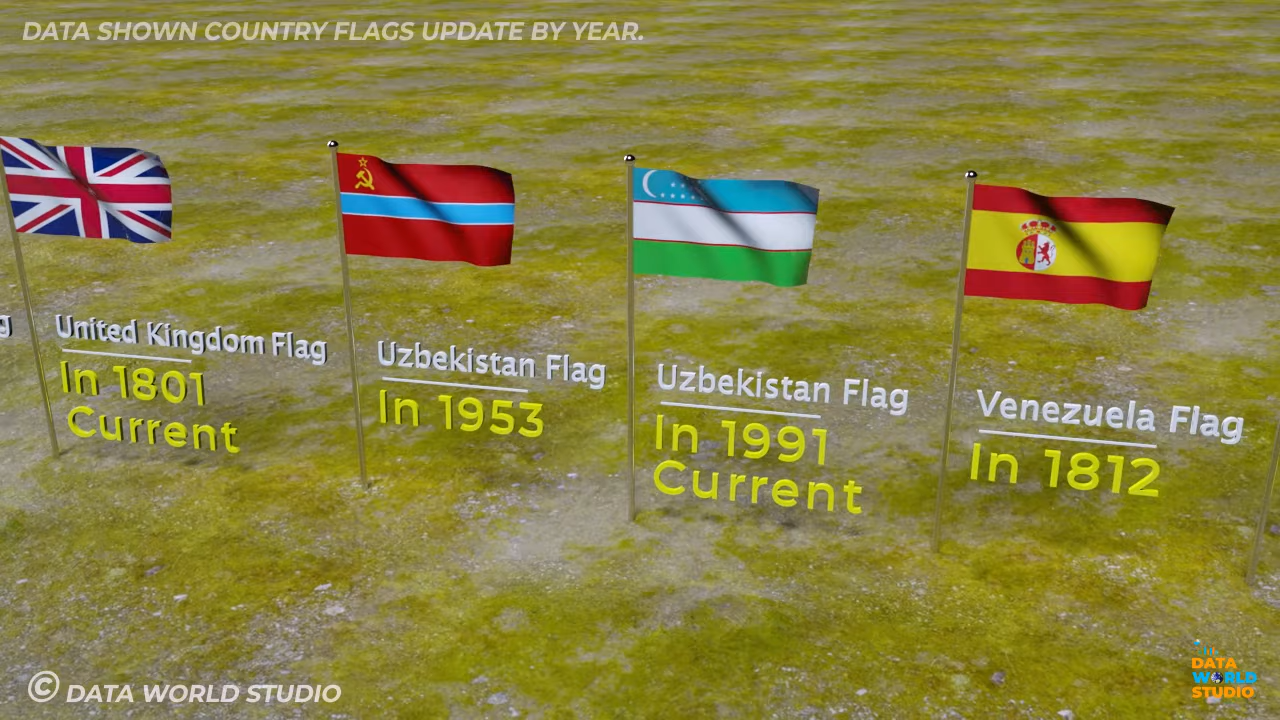 DATA SHOWN COUNTRY FLAGS UPDATE BY YEAR.
g
United Kingdom Flag
In 1801
Current
Uzbekistan Flag
In 1953
Uzbekistan Flag
In 1991
Current
Venezuela Flag
In 1812
© DATA WORLD STUDIO
DATA
WORLD
STUDIO